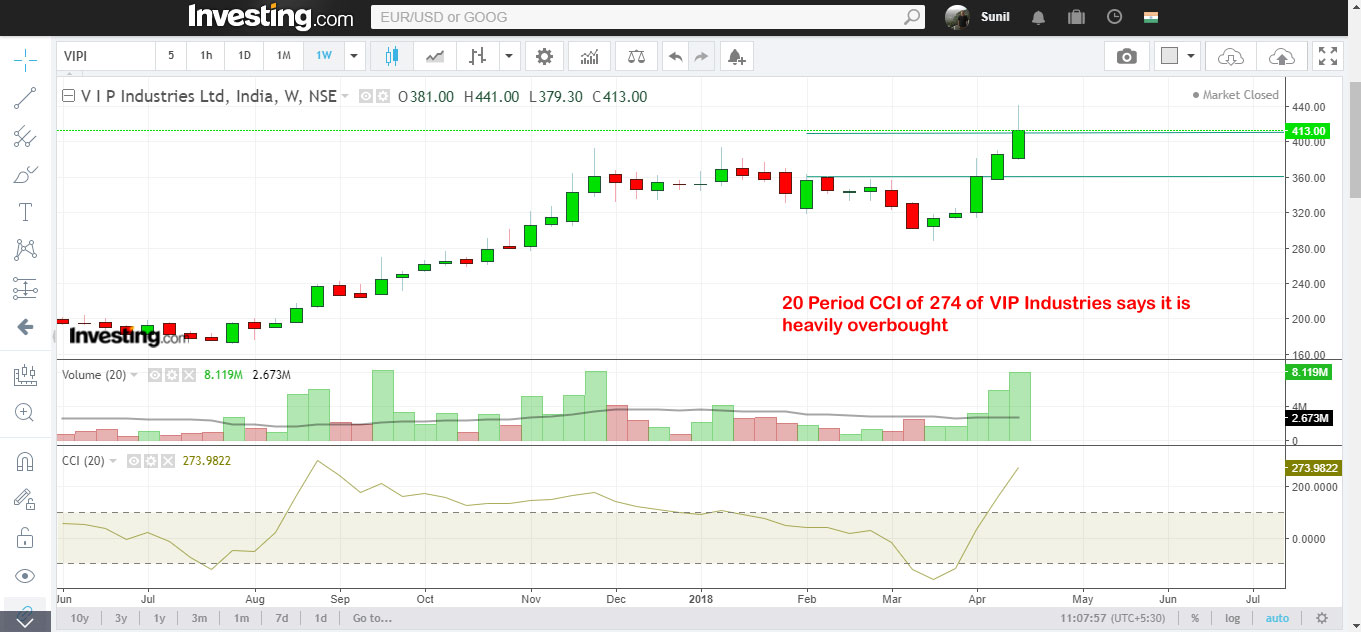 Investing.com
EUR/USD or GOOG
Sunil
VIPI
5
1h
1D
1M
1W
V I P Industries Ltd, India, W, NSE
O381.00 H441.00 L379.30 C413.00
Market Closed
440.00
413.00
400.00
360.00
320.00
280.00
240.00
200.00
160.00
20 Period CCI of 274 of VIP Industries says it is
heavily overbought
Investing.com
Volume (20)
8.119M 2.673M
8.119M
4M
2.673M
0
CCI (20)
273.9822
273.9822
200.0000
0.0000
Jun Jul Aug Sep Oct Nov Dec 2018 Feb Mar Apr May Jun Jul
10y 3y 1y 3m 1m 7d 1d Go to...
11:07:57 (UTC+5:30) % log auto